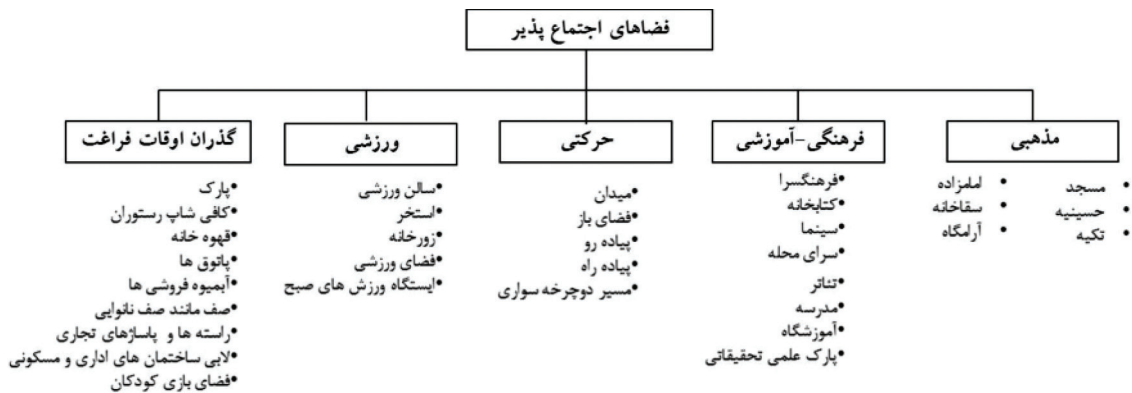 فضاهای اجتماع پذیر
مذهبی
• مسجد
• حسینیه
• تکیه
• امامزاده
• سقاخانه
• آرامگاه
فرهنگی-آموزشی
•فرهنگسرا
•کتابخانه
•سینما
•سرای محله
•تئاتر
•مدرسه
•آموزشگاه
•پارک علمی تحقیقاتی
حرکتی
•میدان
•فضای باز
•پیاده رو
•پیاده راه
•مسیر دوچرخه سواری
ورزشی
•سالن ورزشی
•استخر
•زورخانه
•فضای ورزشی
•ایستگاه ورزش های صبح
گذران اوقات فراغت
•پارک
•کافی شاپ رستوران
•قهوه خانه
•پاتوق ها
•آبمیوه فروشی ها
•صف مانند صف نانوایی
•راسته ها و پاساژهای تجاری
•لابی ساختمان های اداری و مسکونی
•فضای بازی کودکان